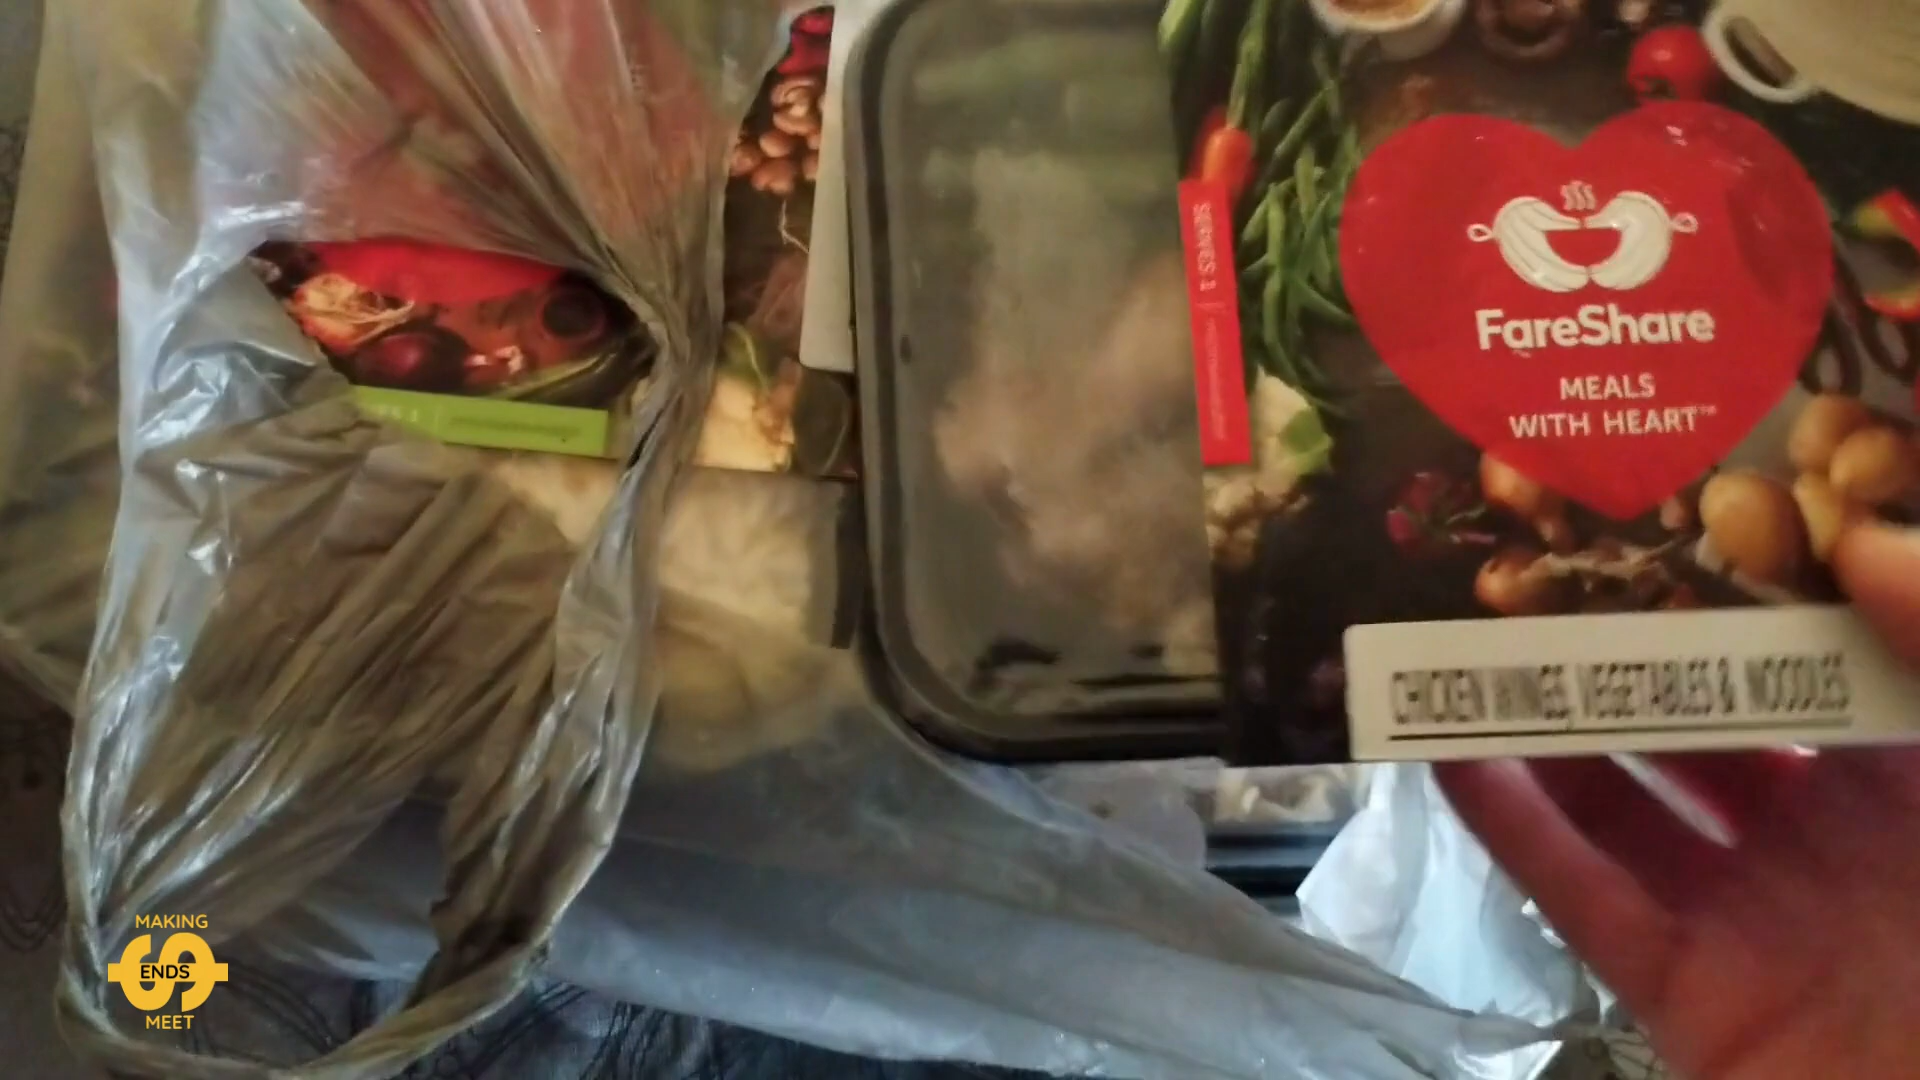 SERVES 1
FareShare
MEALS
WITH HEART™
CHICKEN WINGS, VEGETABLES & NOODLES
MAKING
ENDS
MEET